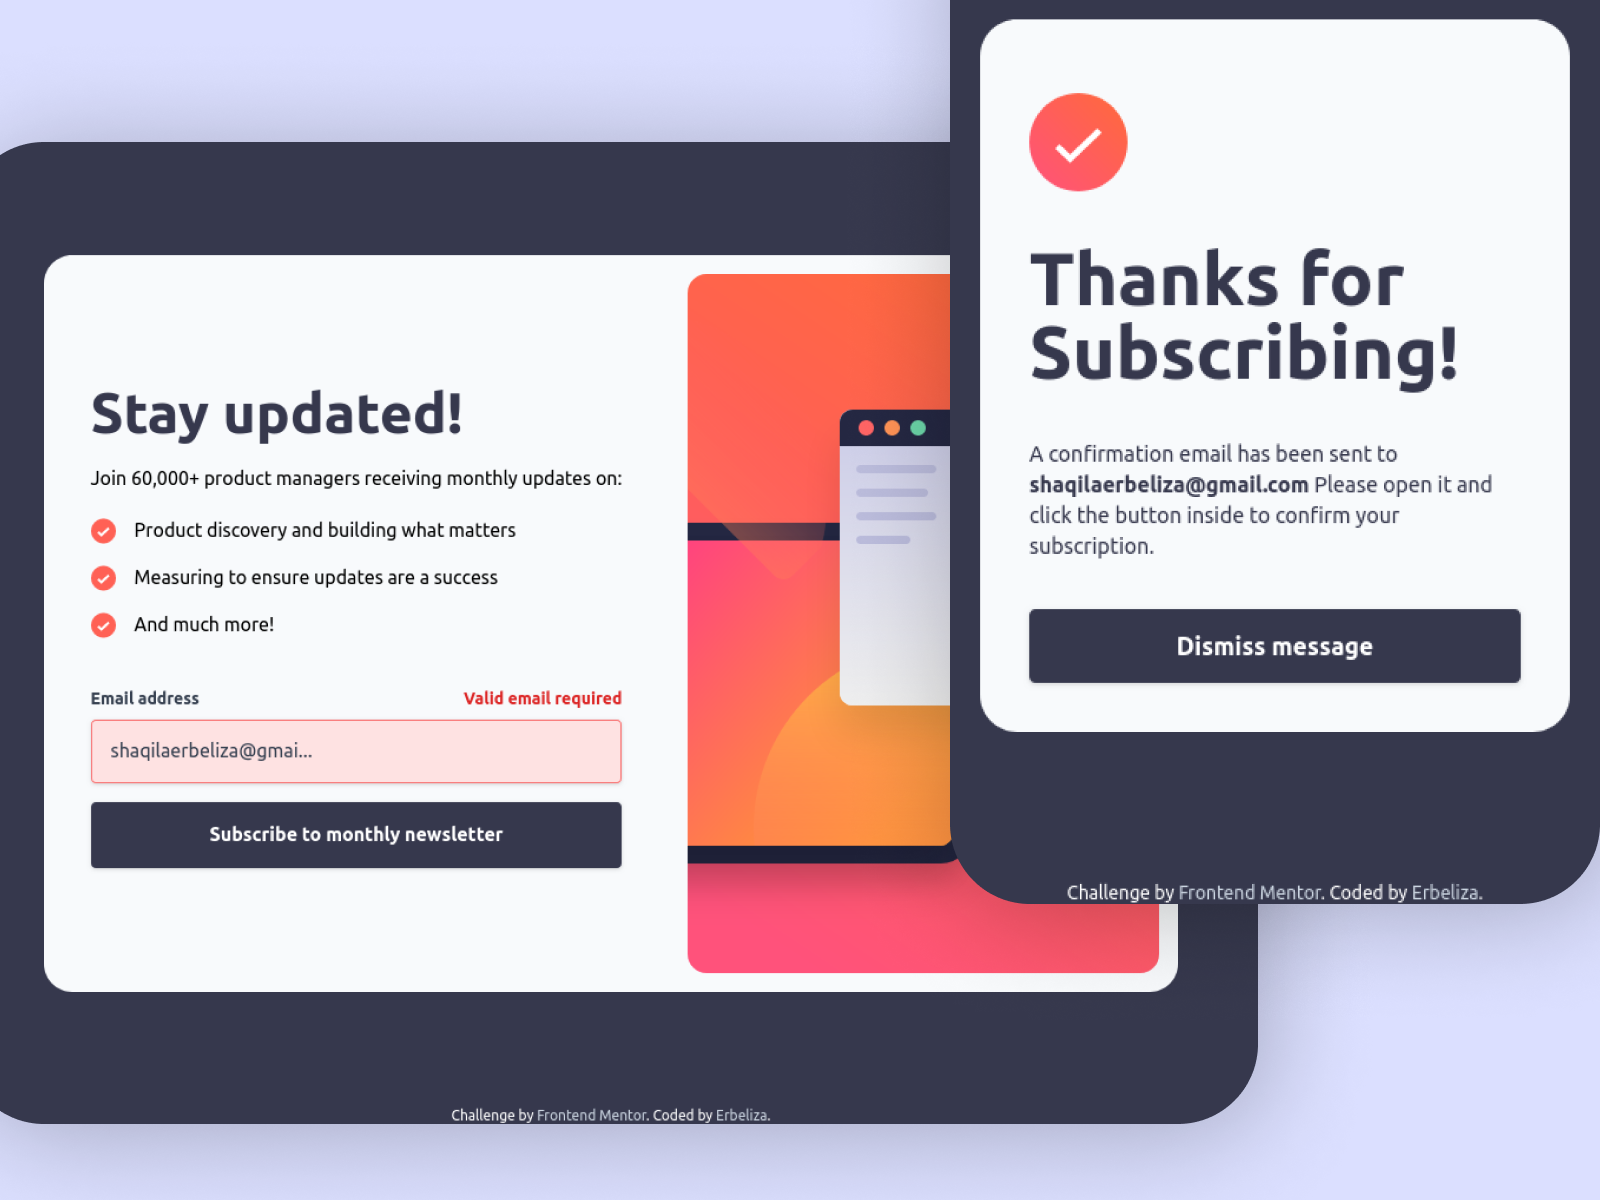 Stay updated!
Join 60,000+ product managers receiving monthly updates on:
Product discovery and building what matters
Measuring to ensure updates are a success
And much more!
Email address
Valid email required
shaqilaerbeliza@gmai...
Subscribe to monthly newsletter
Challenge by Frontend Mentor. Coded by Erbeliza.
Thanks for
Subscribing!
A confirmation email has been sent to
shaqilaerbeliza@gmail.com Please open it and
click the button inside to confirm your
subscription.
Dismiss message
Challenge by Frontend Mentor. Coded by Erbeliza.